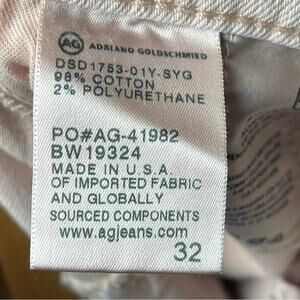 AG ADRIANO GOLDSCHMIED
DSD1753-01Y-SYG
98% COTTON
2% POLYURETHANE
PO#AG-41982
BW19324
MADE IN U.S.A.
OF IMPORTED FABRIC
AND GLOBALLY
SOURCED COMPONENTS
www.agjeans.com
32